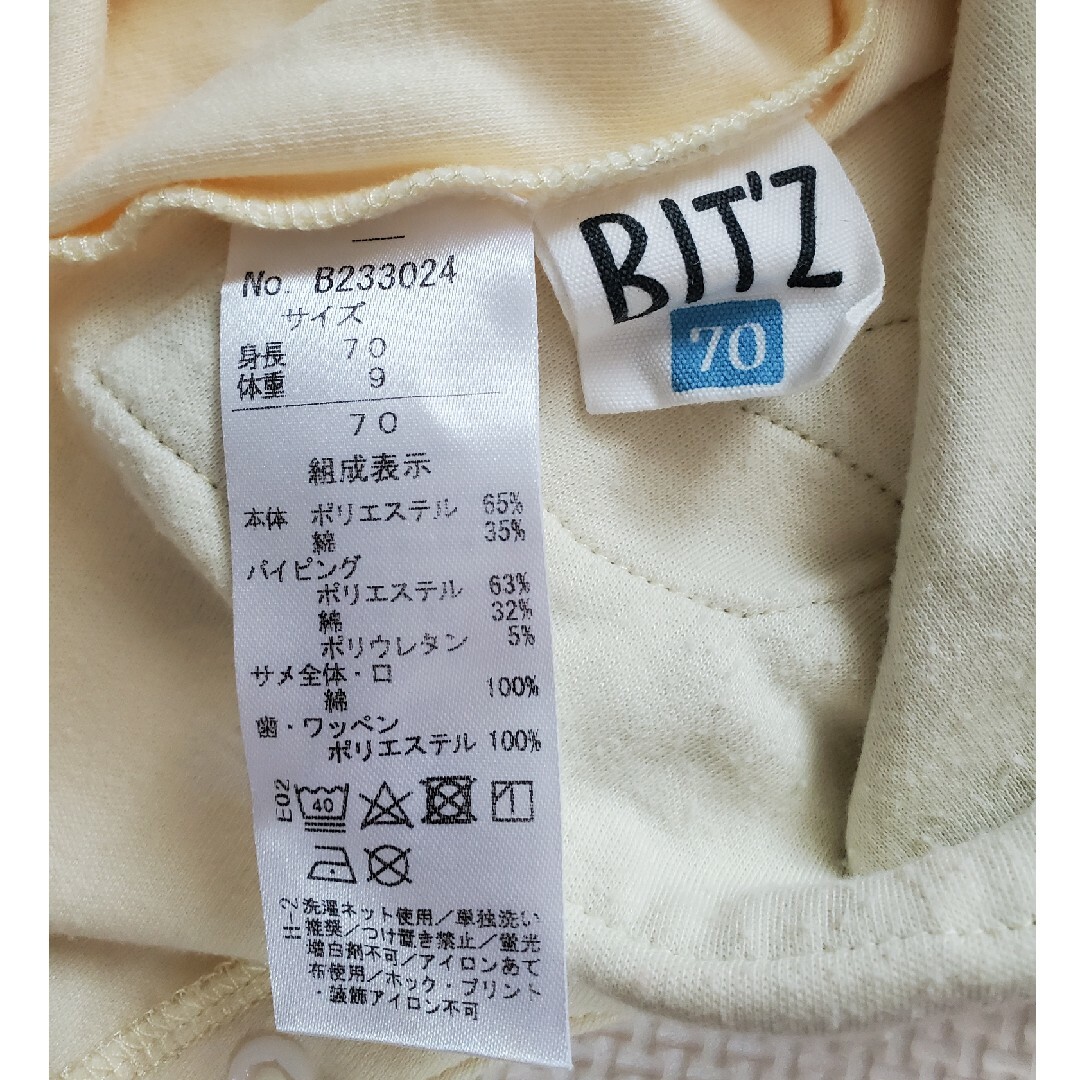 No. B233024
サイズ
身長 70
体重 9
70
組成表示
本体 ポリエステル 65%
綿 35%
パイピング
ポリエステル 63%
綿 32%
ポリウレタン 5%
サメ全体・口
綿 100%
歯・ワッペン
ポリエステル 100%
E02
40
H-2
洗濯ネット使用/単独洗い
推奨/つけ置き禁止/蛍光
増白剤不可/アイロンあて
布使用/ホック・プリント
・装飾アイロン不可
BIT'Z
70